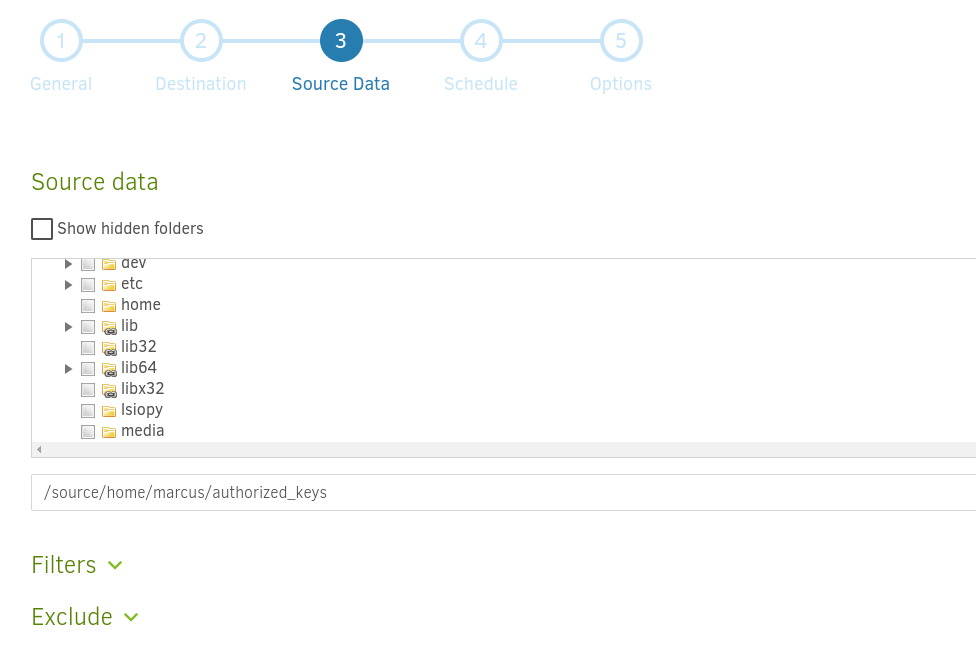 1 2 3 4 5
General Destination Source Data Schedule Options
Source data
Show hidden folders
dev
etc
home
lib
lib32
lib64
libx32
lsiopy
media
/source/home/marcus/authorized_keys
Filters
Exclude